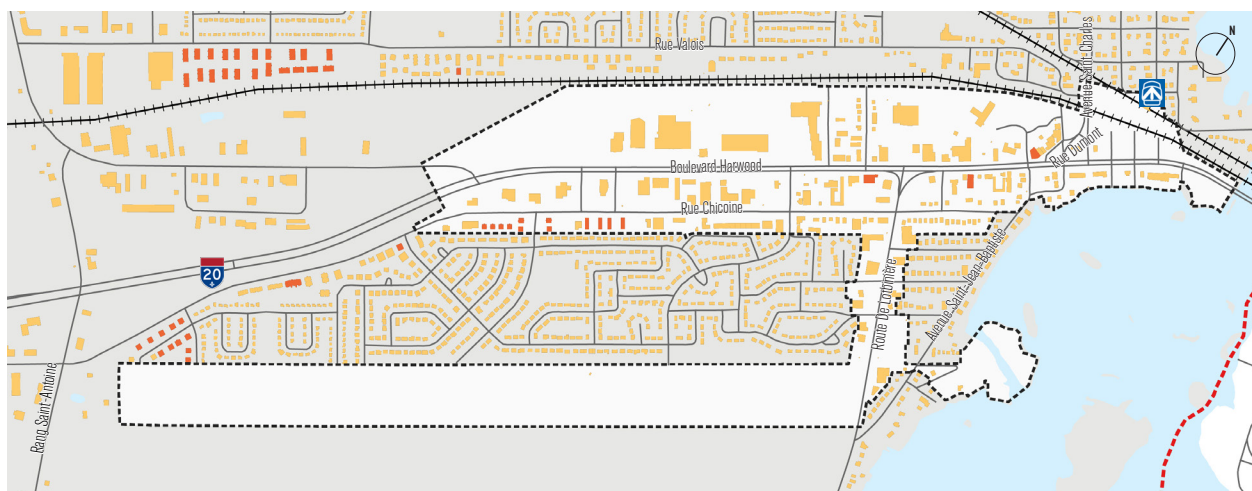 Rue Valois
Avenue Saint-Charles
N
Rue Dumont
Boulevard Harwood
Rue Chicoine
20
Route De Lotbinière
Avenue Saint-Jean-Baptiste
Rang Saint-Antoine